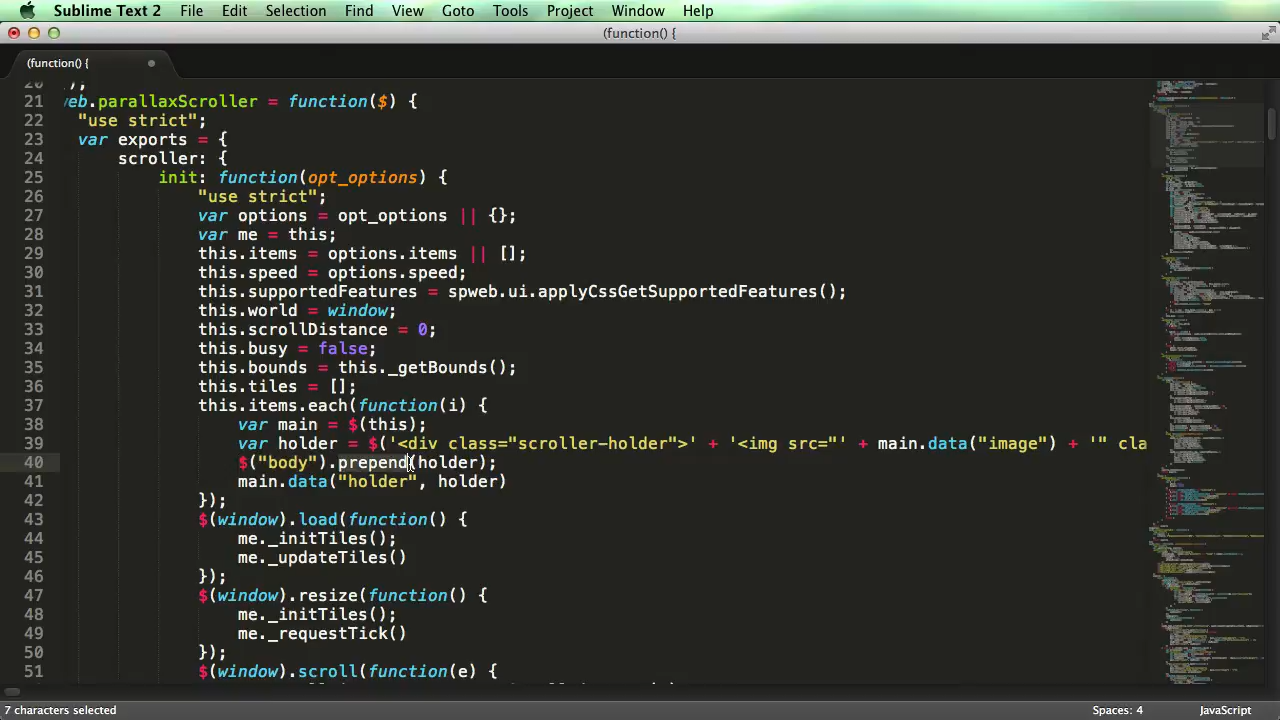 Sublime Text 2 File Edit Selection Find View Goto Tools Project Window Help
(function() {
(function() {
20 );
21 web.parallaxScroller = function($) {
22 "use strict";
23 var exports = {
24 scroller: {
25 init: function(opt_options) {
26 "use strict";
27 var options = opt_options || {};
28 var me = this;
29 this.items = options.items || [];
30 this.speed = options.speed;
31 this.supportedFeatures = spweb.ui.applyCssGetSupportedFeatures();
32 this.world = window;
33 this.scrollDistance = 0;
34 this.busy = false;
35 this.bounds = this._getBounds();
36 this.tiles = [];
37 this.items.each(function(i) {
38 var main = $(this);
39 var holder = $('<div class="scroller-holder">' + '<img src="' + main.data("image") + '" cla
40 $("body").prepend(holder);
41 main.data("holder", holder)
42 });
43 $(window).load(function() {
44 me._initTiles();
45 me._updateTiles()
46 });
47 $(window).resize(function() {
48 me._initTiles();
49 me._requestTick()
50 });
51 $(window).scroll(function(e) {
7 characters selected Spaces: 4 JavaScript